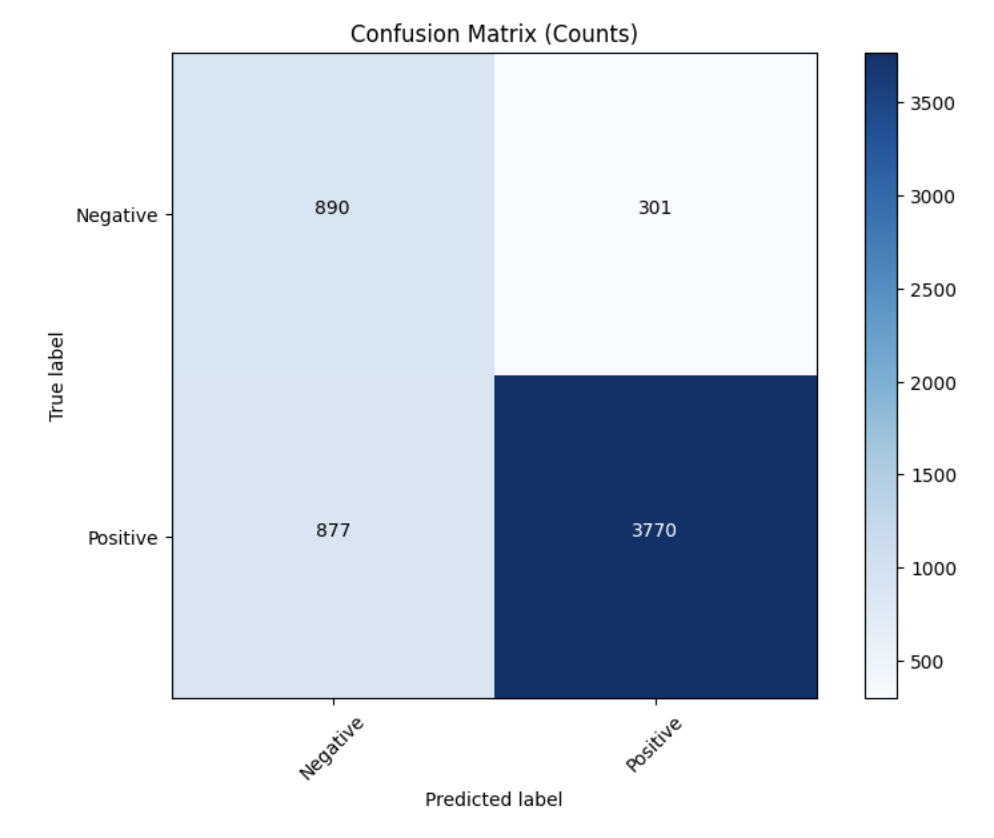 Confusion Matrix (Counts)
3500
3000
2500
2000
1500
1000
500
True label
Negative
890
301
Positive
877
3770
Negative
Positive
Predicted label